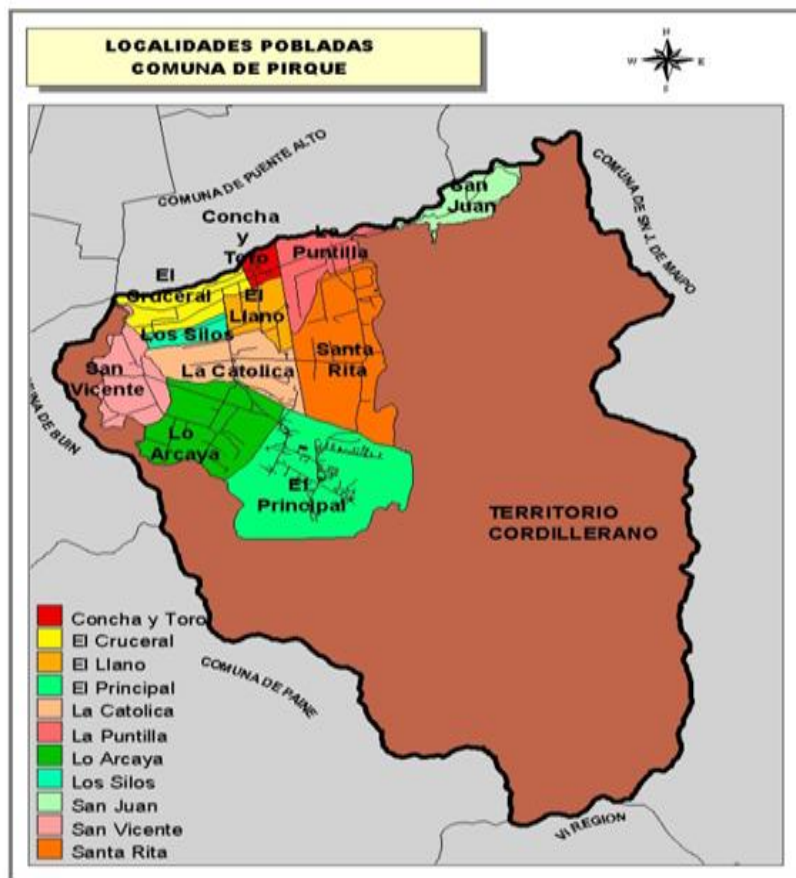 LOCALIDADES POBLADAS
COMUNA DE PIRQUE
N
W E
S
COMUNA DE PUENTE ALTO
COMUNA DE SN J. DE MAIPO
San
Juan
Concha
y
Toro
La
Puntilla
El
Cruceral
El
Llano
Los Silos
Santa
Rita
La Catolica
San
Vicente
DE BUIN
Lo
Arcaya
El
Principal
TERRITORIO
CORDILLERANO
COMUNA DE PAINE
VI REGION
Concha y Toro
El Cruceral
El Llano
El Principal
La Catolica
La Puntilla
Lo Arcaya
Los Silos
San Juan
San Vicente
Santa Rita